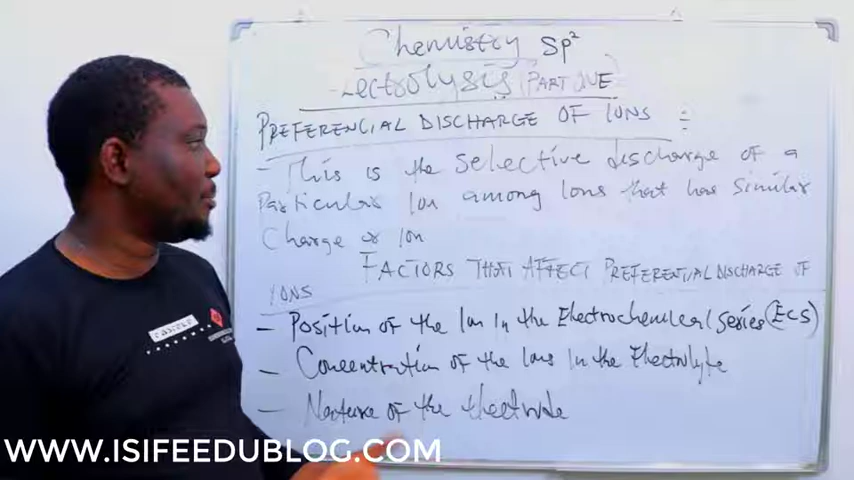 Chemistry Sp²
Electrolysis (PART ONE
PREFERENCIAL DISCHARGE OF IONS :
- This is the Selective discharge of a
Particular Ion among Ions that has Similar
Charge or Ion
FACTORS THAT AFFECT PREFERENTIAL DISCHARGE OF
IONS
- Position of the Ion in the Electrochemical Series (ECS)
- Concentration of the Ions in the Electrolyte
- Nature of the Electrode
WWW.ISIFEEDUBLOG.COM